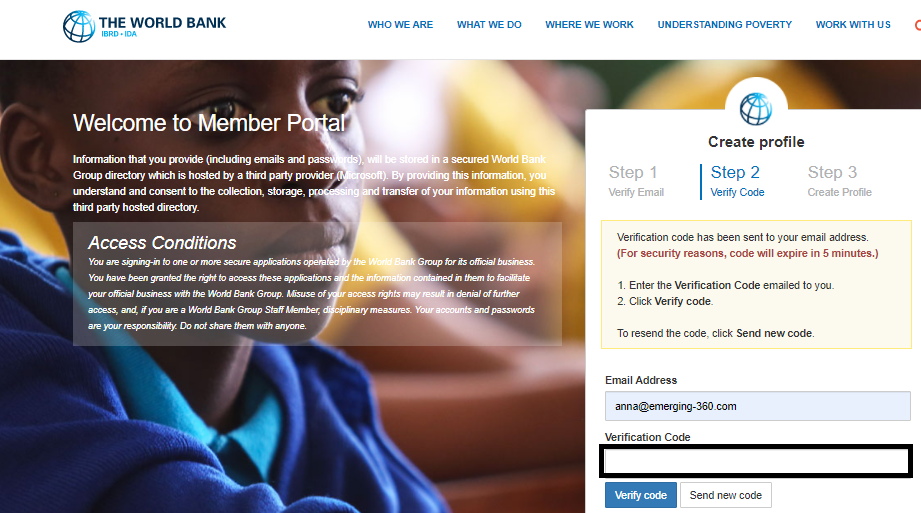 THE WORLD BANK
IBRD • IDA
WHO WE ARE
WHAT WE DO
WHERE WE WORK
UNDERSTANDING POVERTY
WORK WITH US
Welcome to Member Portal
Information that you provide (including emails and passwords), will be stored in a secured World Bank
Group directory which is hosted by a third party provider (Microsoft). By providing this information, you
understand and consent to the collection, storage, processing and transfer of your information using this
third party hosted directory.
Access Conditions
You are signing-in to one or more secure applications operated by the World Bank Group for its official business.
You have been granted the right to access these applications and the information contained in them to facilitate
your official business with the World Bank Group. Misuse of your access rights may result in denial of further
access, and, if you are a World Bank Group Staff Member, disciplinary measures. Your accounts and passwords
are your responsibility. Do not share them with anyone.
Create profile
Step 1
Verify Email
Step 2
Verify Code
Step 3
Create Profile
Verification code has been sent to your email address.
(For security reasons, code will expire in 5 minutes.)
1. Enter the Verification Code emailed to you.
2. Click Verify code.
To resend the code, click Send new code.
Email Address
anna@emerging-360.com
Verification Code
Verify code
Send new code